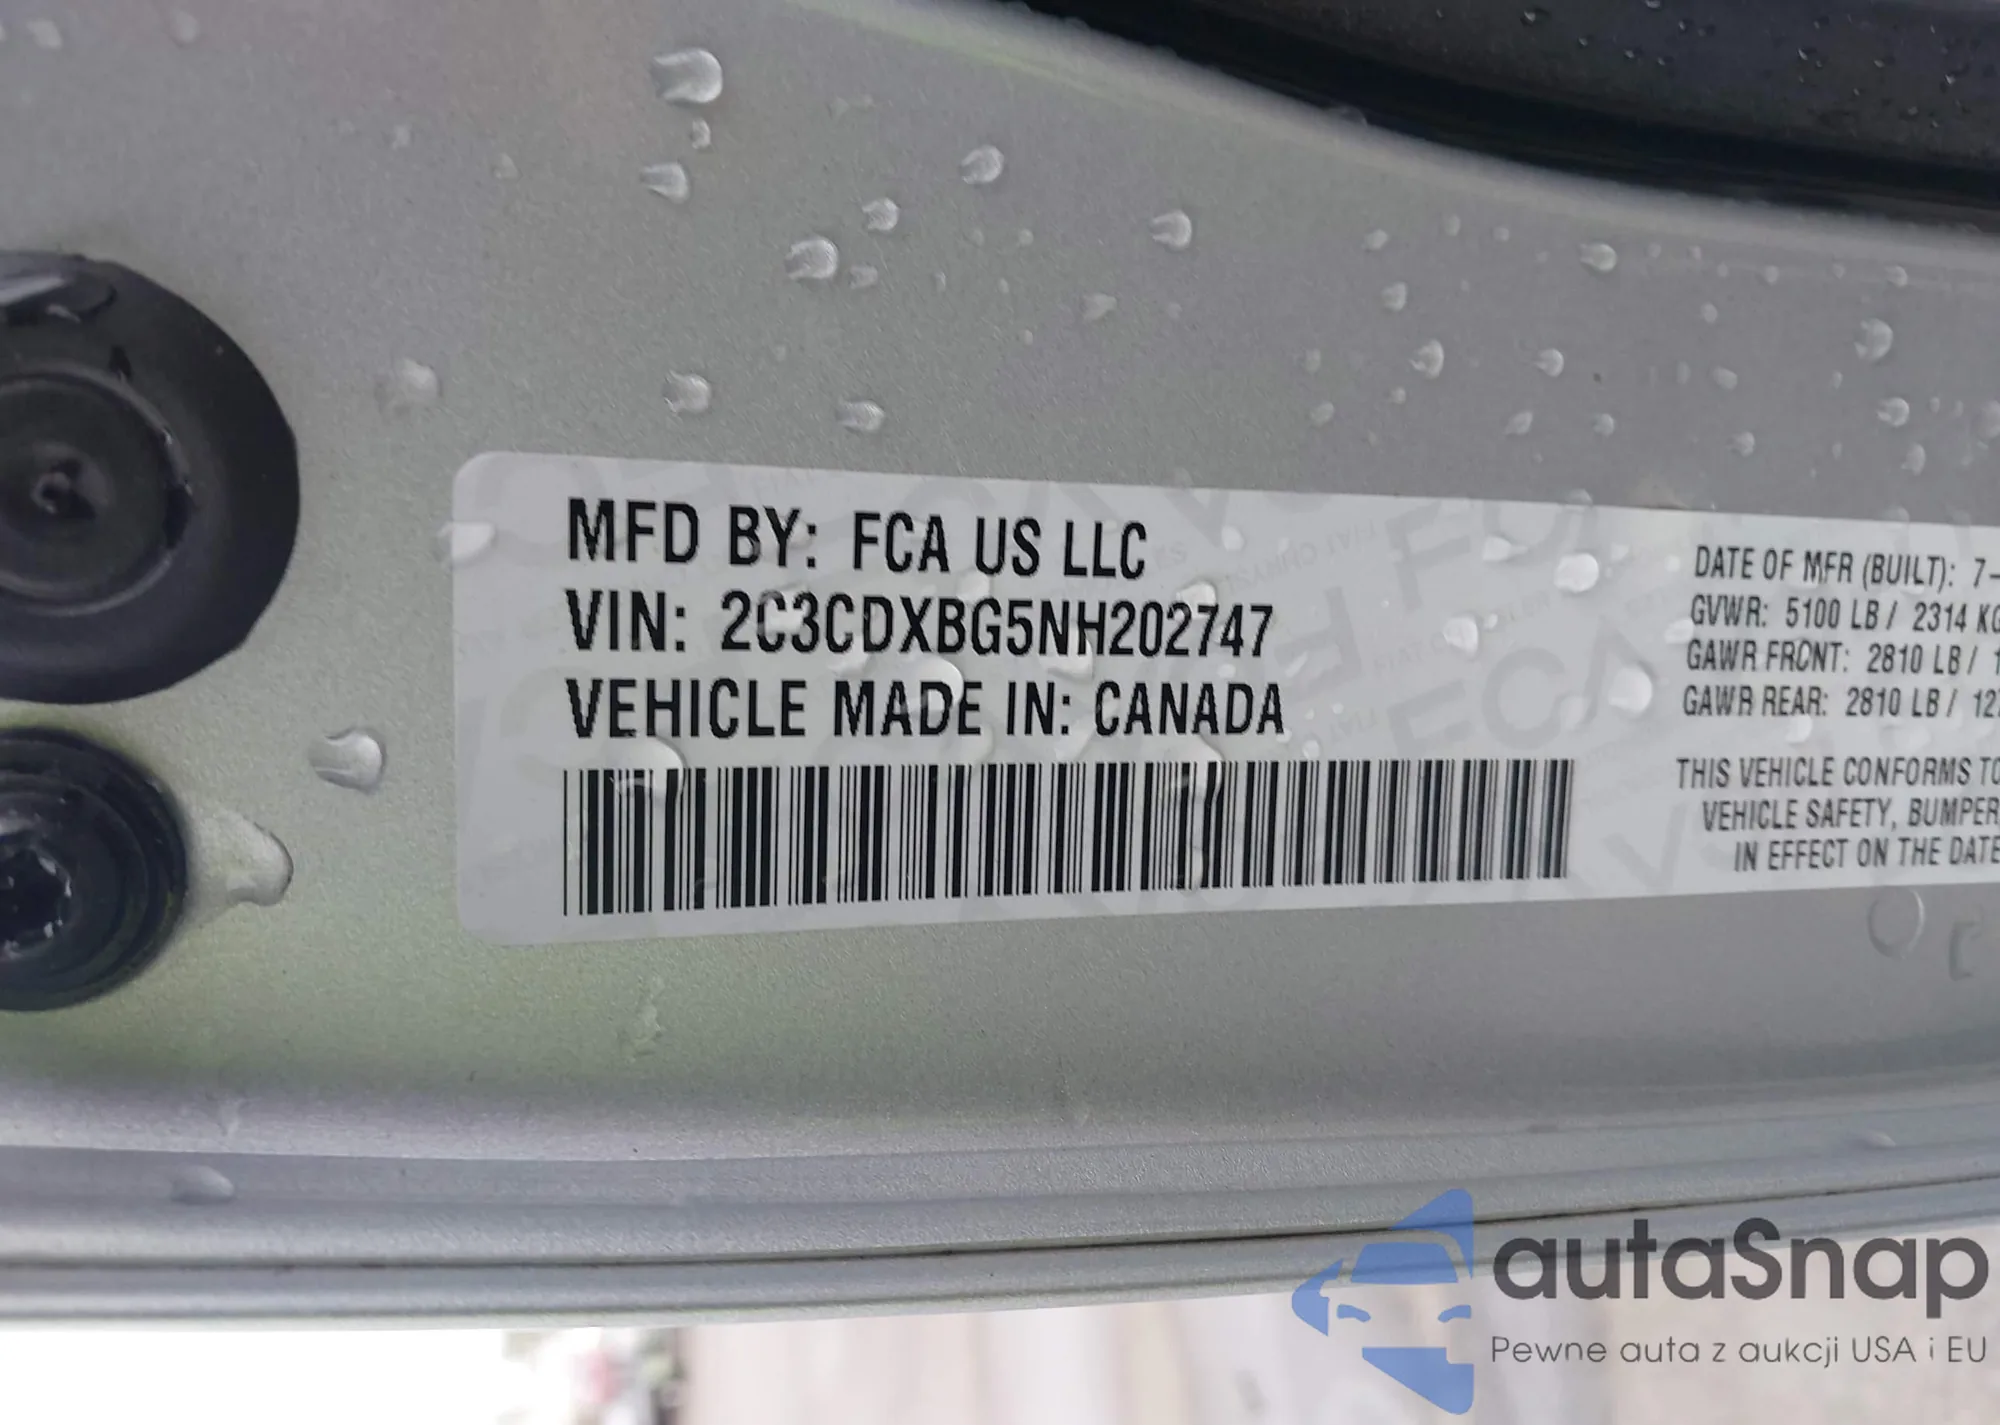 MFD BY: FCA US LLC
VIN: 2C3CDXBG5NH202747
VEHICLE MADE IN: CANADA
DATE OF MFR (BUILT): 7-
GVWR: 5100 LB / 2314 KG
GAWR FRONT: 2810 LB / 1
GAWR REAR: 2810 LB / 127
THIS VEHICLE CONFORMS TO
VEHICLE SAFETY, BUMPER
IN EFFECT ON THE DATE
autaSnap
Pewne auta z aukcji USA i EU